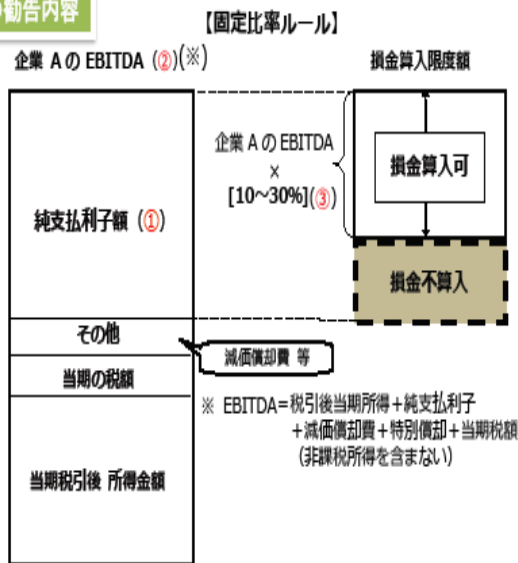 勧告内容
【固定比率ルール】
企業 A の EBITDA (②)(※)
損金算入限度額
企業 A の EBITDA
×
[10~30%](③)
損金算入可
純支払利子額 (①)
損金不算入
その他
減価償却費 等
当期の税額
※ EBITDA=税引後当期所得+純支払利子
+減価償却費+特別償却+当期税額
(非課税所得を含まない)
当期税引後 所得金額